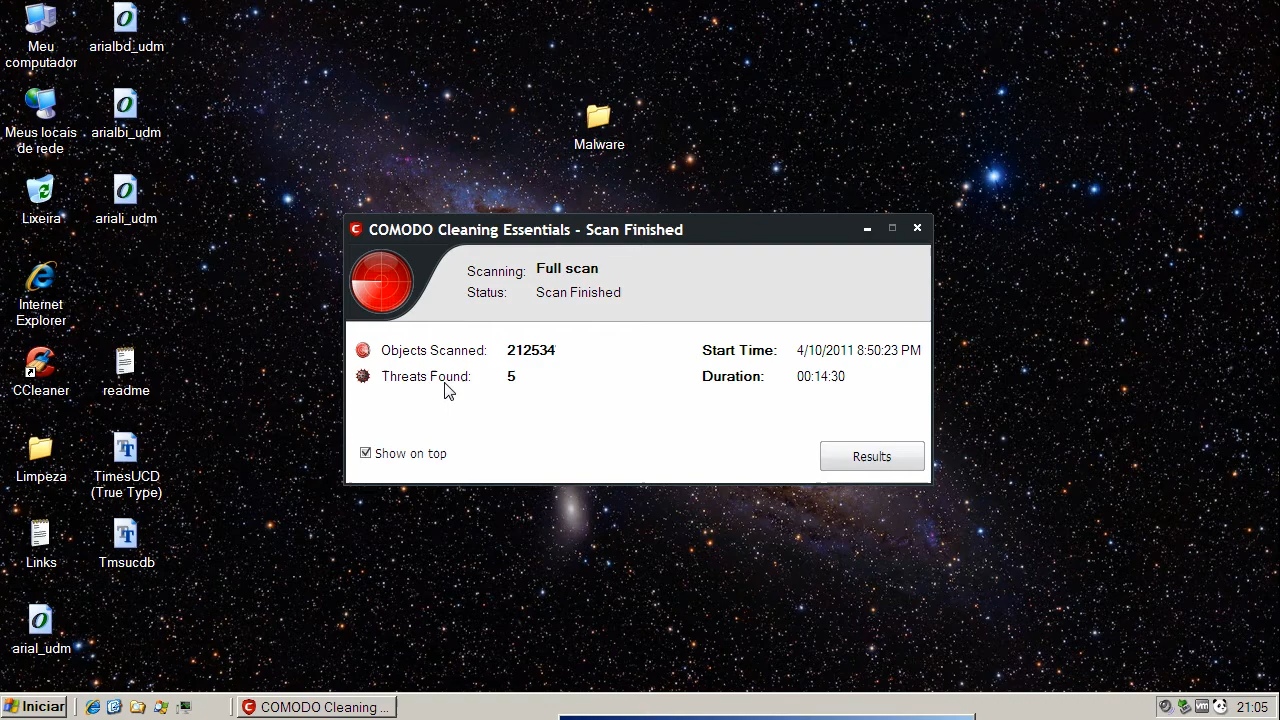 Meu
computador
arialbd_udm
Meus locais
de rede
arialbi_udm
Malware
Lixeira
ariali_udm
Internet
Explorer
CCleaner
readme
Limpeza
TimesUCD
(True Type)
Links
Tmsucdb
arial_udm
COMODO Cleaning Essentials - Scan Finished
Scanning: Full scan
Status: Scan Finished
Objects Scanned: 212534
Start Time: 4/10/2011 8:50:23 PM
Threats Found: 5
Duration: 00:14:30
Show on top
Results
Iniciar
COMODO Cleaning ...
21:05